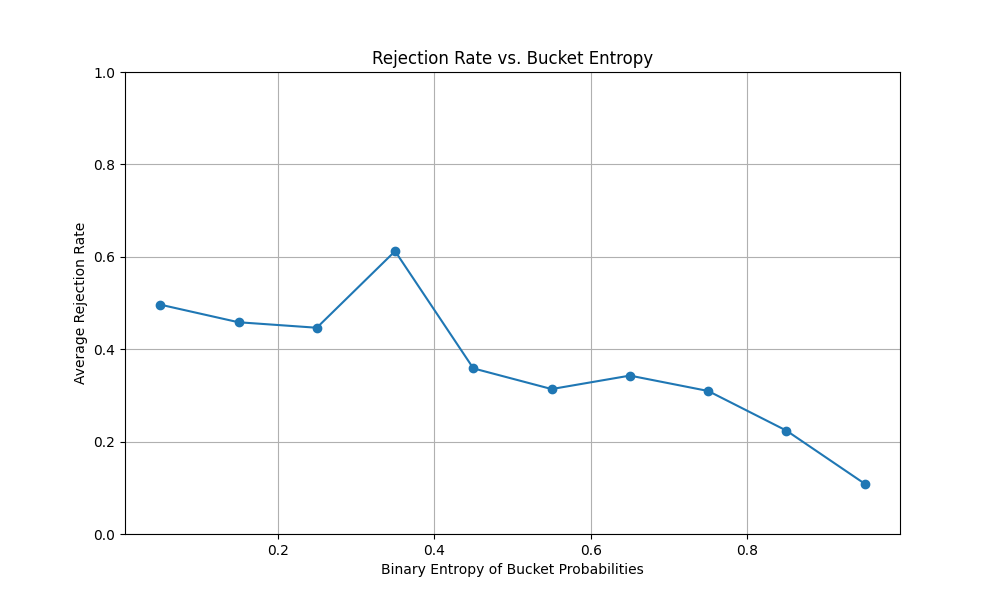 Rejection Rate vs. Bucket Entropy
1.0
0.8
0.6
0.4
0.2
0.0
Average Rejection Rate
0.2 0.4 0.6 0.8
Binary Entropy of Bucket Probabilities